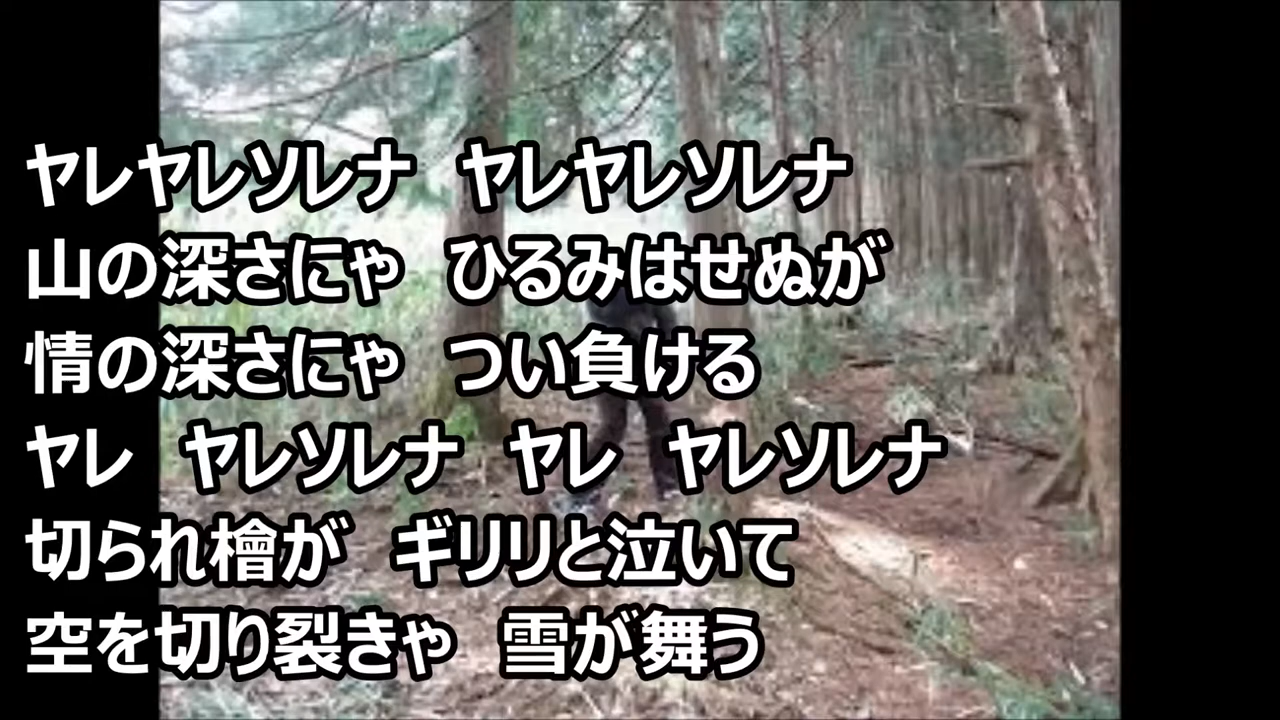 ヤレヤレソレナ　ヤレヤレソレナ
山の深さにゃ　ひるみはせぬが
情の深さにゃ　つい負ける
ヤレ　ヤレソレナ　ヤレ　ヤレソレナ
切られ檜が　ギリリと泣いて
空を切り裂きゃ　雪が舞う